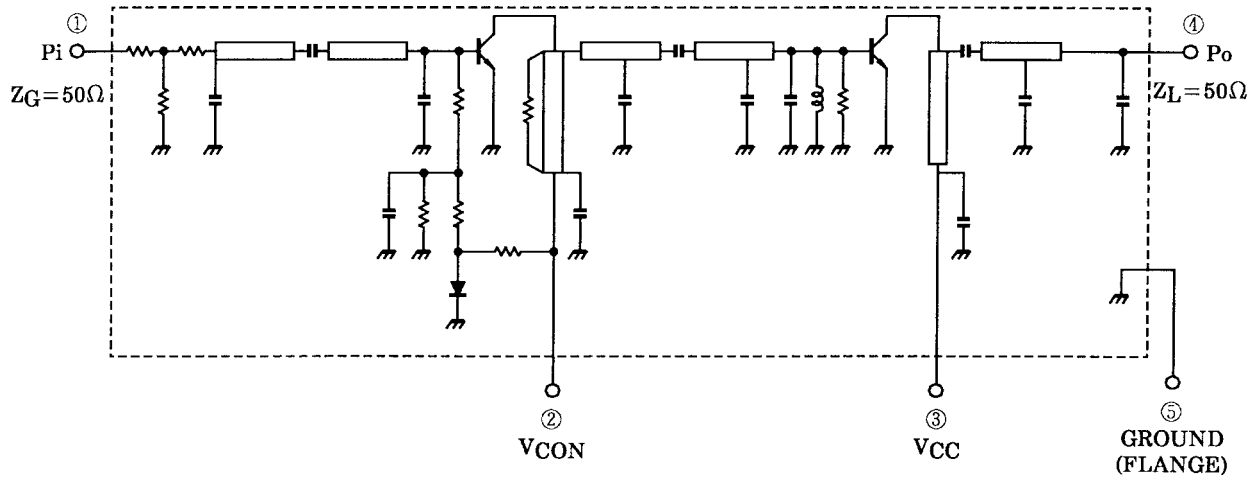 ①
Pi
ZG=50Ω
④
Po
ZL=50Ω
②
VCON
③
VCC
⑤
GROUND
(FLANGE)